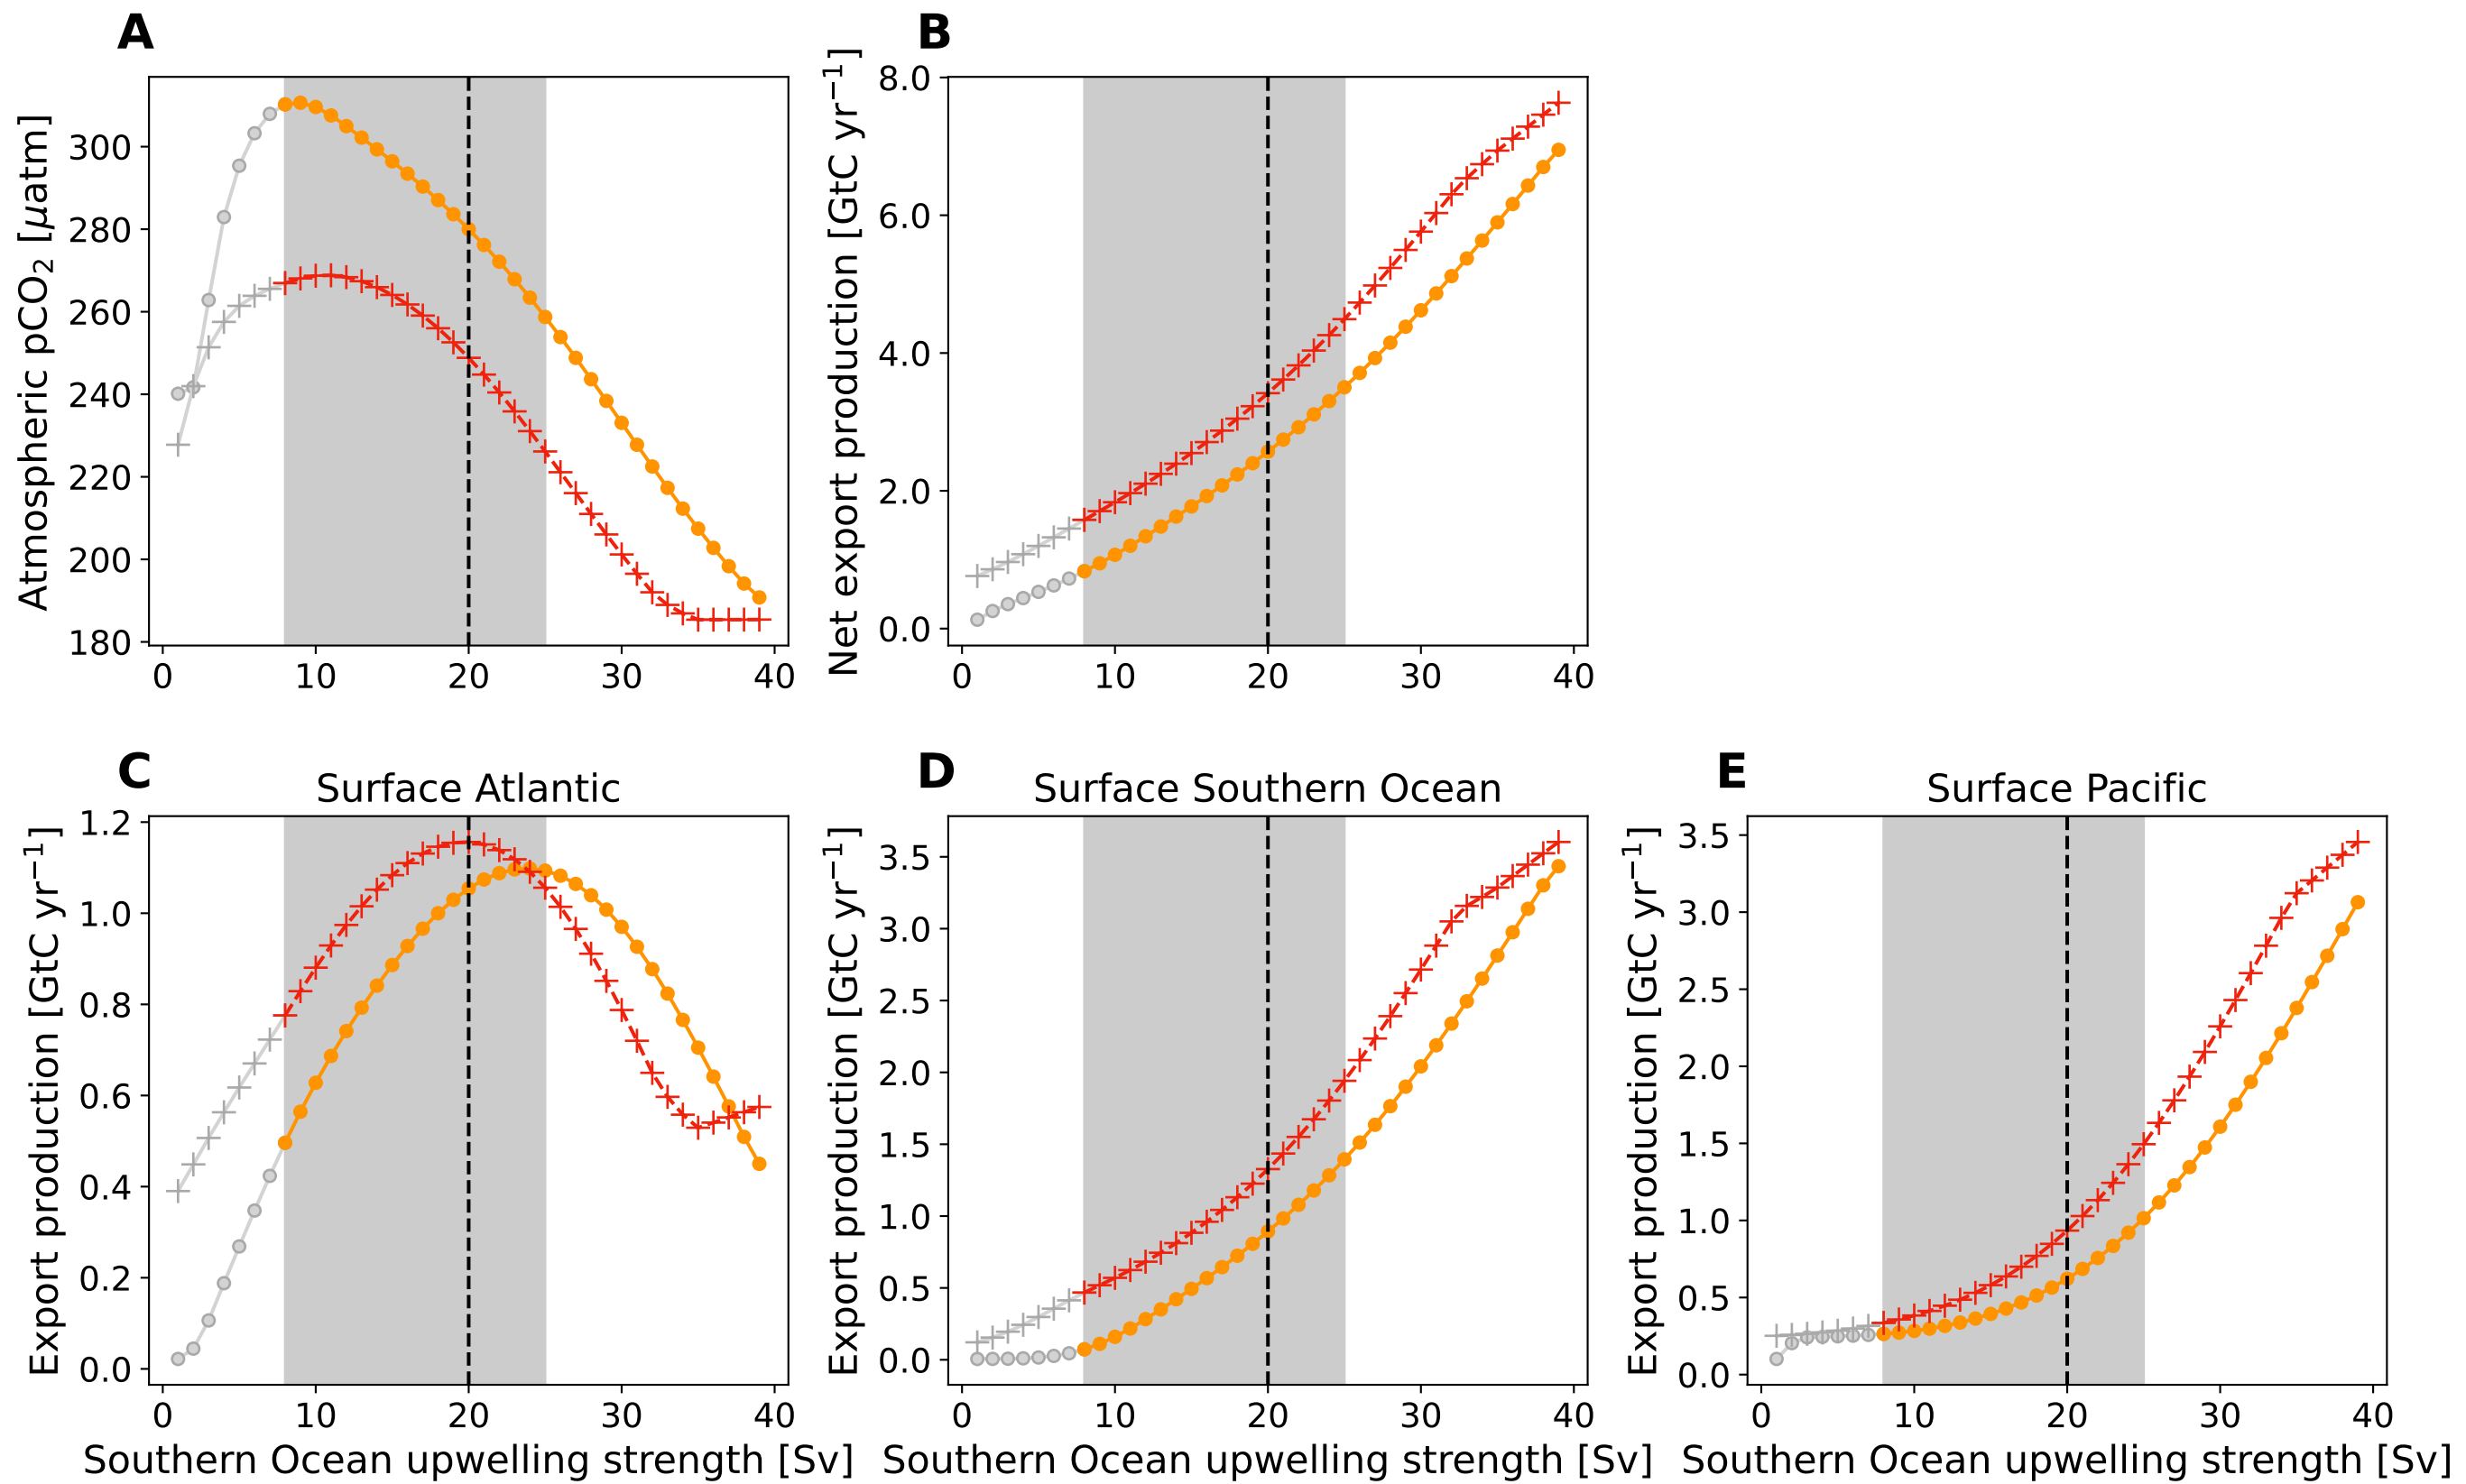 A
Atmospheric pCO₂ [μatm]
300
280
260
240
220
200
180
0 10 20 30 40
B
Net export production [GtC yr⁻¹]
8.0
6.0
4.0
2.0
0.0
0 10 20 30 40
C
Surface Atlantic
Export production [GtC yr⁻¹]
1.2
1.0
0.8
0.6
0.4
0.2
0.0
0 10 20 30 40
Southern Ocean upwelling strength [Sv]
D
Surface Southern Ocean
Export production [GtC yr⁻¹]
3.5
3.0
2.5
2.0
1.5
1.0
0.5
0.0
0 10 20 30 40
Southern Ocean upwelling strength [Sv]
E
Surface Pacific
Export production [GtC yr⁻¹]
3.5
3.0
2.5
2.0
1.5
1.0
0.5
0.0
0 10 20 30 40
Southern Ocean upwelling strength [Sv]